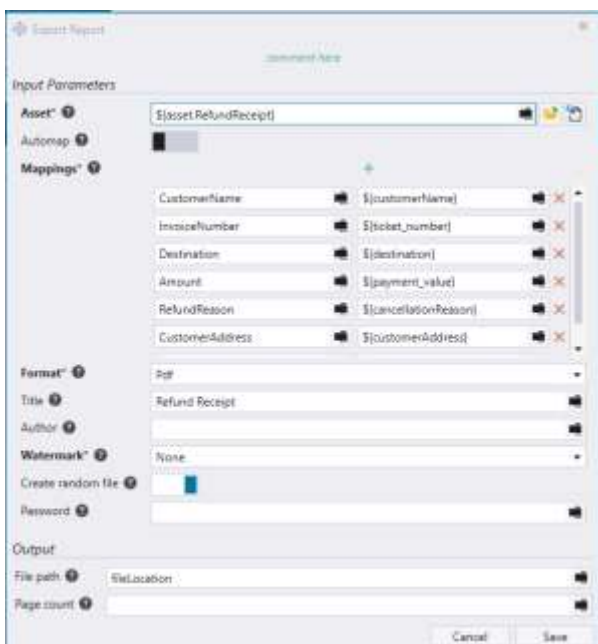 Export Report
comment here
Input Parameters
Asset*
${asset.RefundReceipt}
Automap
Mappings*
+
CustomerName ${customerName}
InvoiceNumber ${ticket_number}
Destination ${destination}
Amount ${payment_value}
RefundReason ${cancellationReason}
CustomerAddress ${customerAddress}
Format* Pdf
Title Refund Receipt
Author
Watermark* None
Create random file
Password
Output
File path fileLocation
Page count
Cancel Save